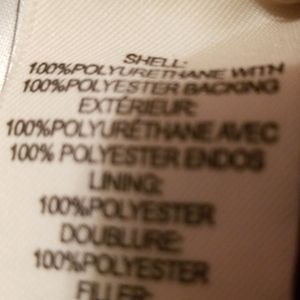 SHELL:
100%POLYURETHANE WITH
100%POLYESTER BACKING
EXTÉRIEUR:
100%POLYURÉTHANE AVEC
100% POLYESTER ENDOS
LINING:
100%POLYESTER
DOUBLURE:
100%POLYESTER
FILLER: